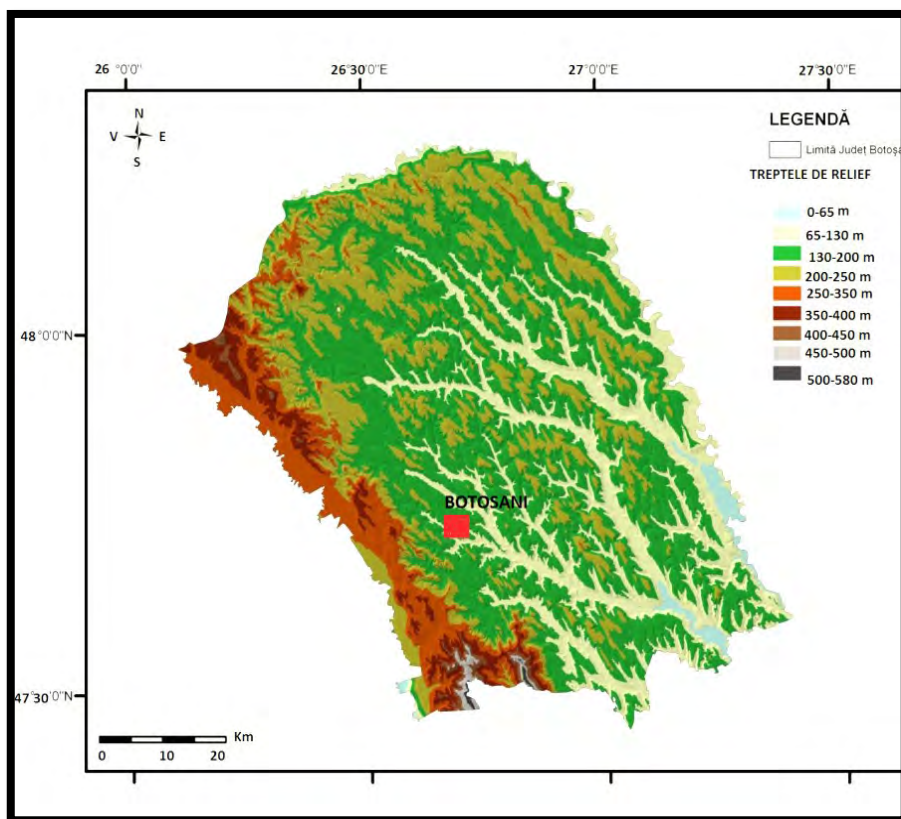 26 °0'0" 26°30'0"E 27°0'0"E 27°30'0"E
N
V E
S
LEGENDĂ
Limită Județ Botoșa
TREPTELE DE RELIEF
0-65 m
65-130 m
130-200 m
200-250 m
250-350 m
350-400 m
400-450 m
450-500 m
500-580 m
48°0'0"N
BOTOSANI
47°30'0"N
Km
0 10 20